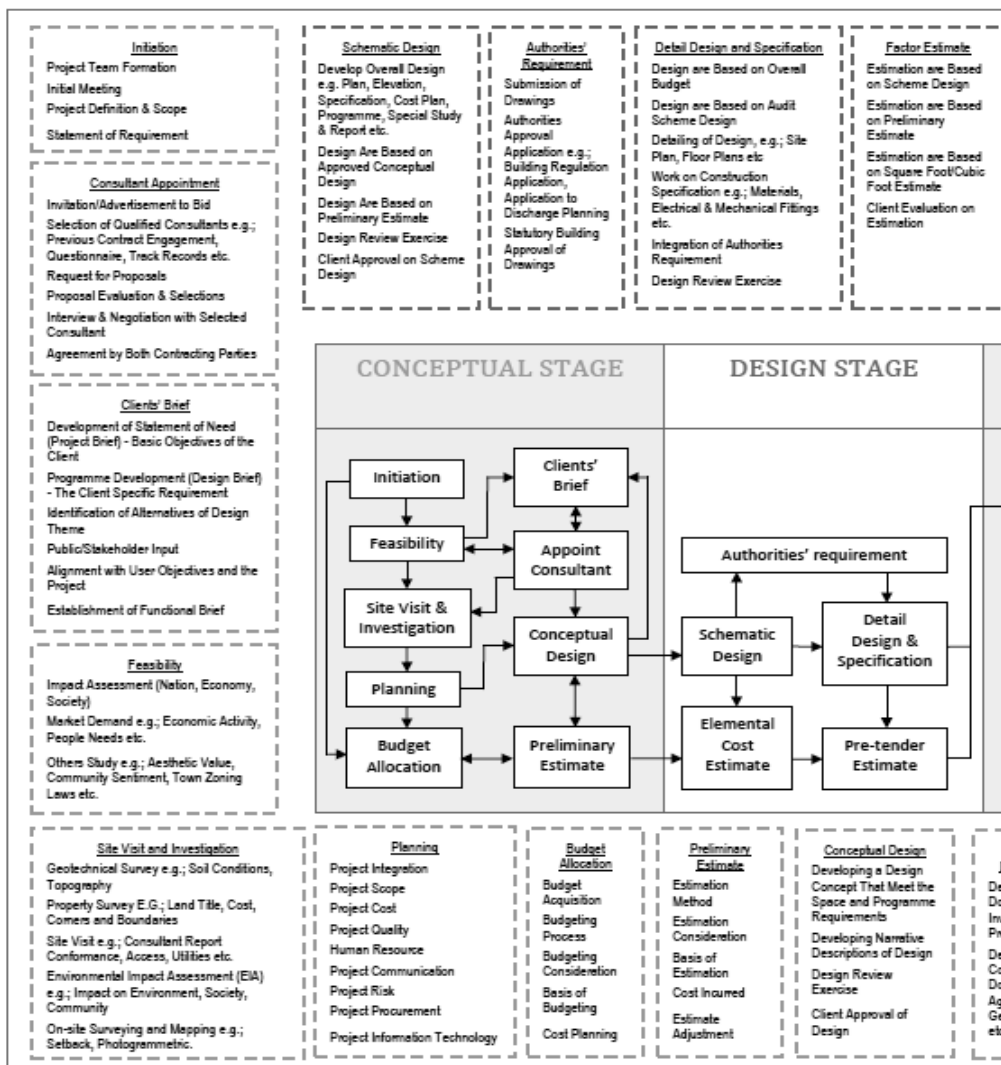 Initiation
Project Team Formation
Initial Meeting
Project Definition & Scope
Statement of Requirement
Consultant Appointment
Invitation/Advertisement to Bid
Selection of Qualified Consultants e.g.;
Previous Contract Engagement,
Questionnaire, Track Records etc.
Request for Proposals
Proposal Evaluation & Selections
Interview & Negotiation with Selected
Consultant
Agreement by Both Contracting Parties
Clients' Brief
Development of Statement of Need
(Project Brief) - Basic Objectives of the
Client
Programme Development (Design Brief)
- The Client Specific Requirement
Identification of Alternatives of Design
Theme
Public/Stakeholder Input
Alignment with User Objectives and the
Project
Establishment of Functional Brief
Feasibility
Impact Assessment (Nation, Economy,
Society)
Market Demand e.g.; Economic Activity,
People Needs etc.
Others Study e.g.; Aesthetic Value,
Community Sentiment, Town Zoning
Laws etc.
Schematic Design
Develop Overall Design
e.g. Plan, Elevation,
Specification, Cost Plan,
Programme, Special Study
& Report etc.
Design Are Based on
Approved Conceptual
Design
Design Are Based on
Preliminary Estimate
Design Review Exercise
Client Approval on Scheme
Design
Authorities'
Requirement
Submission of
Drawings
Authorities
Approval
Application e.g.;
Building Regulation
Application,
Application to
Discharge Planning
Statutory Building
Approval of
Drawings
Detail Design and Specification
Design are Based on Overall
Budget
Design are Based on Audit
Scheme Design
Detailing of Design, e.g.; Site
Plan, Floor Plans etc
Work on Construction
Specification e.g.; Materials,
Electrical & Mechanical Fittings
etc.
Integration of Authorities
Requirement
Design Review Exercise
Factor Estimate
Estimation are Based
on Scheme Design
Estimation are Based
on Preliminary
Estimate
Estimation are Based
on Square Foot/Cubic
Foot Estimate
Client Evaluation on
Estimation
CONCEPTUAL STAGE
DESIGN STAGE
Initiation
Feasibility
Site Visit &
Investigation
Planning
Budget
Allocation
Clients'
Brief
Appoint
Consultant
Conceptual
Design
Preliminary
Estimate
Authorities' requirement
Schematic
Design
Detail
Design &
Specification
Elemental
Cost
Estimate
Pre-tender
Estimate
Site Visit and Investigation
Geotechnical Survey e.g.; Soil Conditions,
Topography
Property Survey E.G.; Land Title, Cost,
Corners and Boundaries
Site Visit e.g.; Consultant Report
Conformance, Access, Utilities etc.
Environmental Impact Assessment (EIA)
e.g.; Impact on Environment, Society,
Community
On-site Surveying and Mapping e.g.;
Setback, Photogrammetric.
Planning
Project Integration
Project Scope
Project Cost
Project Quality
Human Resource
Project Communication
Project Risk
Project Procurement
Project Information Technology
Budget
Allocation
Budget
Acquisition
Budgeting
Process
Budgeting
Consideration
Basis of
Budgeting
Cost Planning
Preliminary
Estimate
Estimation
Method
Estimation
Consideration
Basis of
Estimation
Cost Incurred
Estimate
Adjustment
Conceptual Design
Developing a Design
Concept That Meet the
Space and Programme
Requirements
Developing Narrative
Descriptions of Design
Design Review
Exercise
Client Approval of
Design